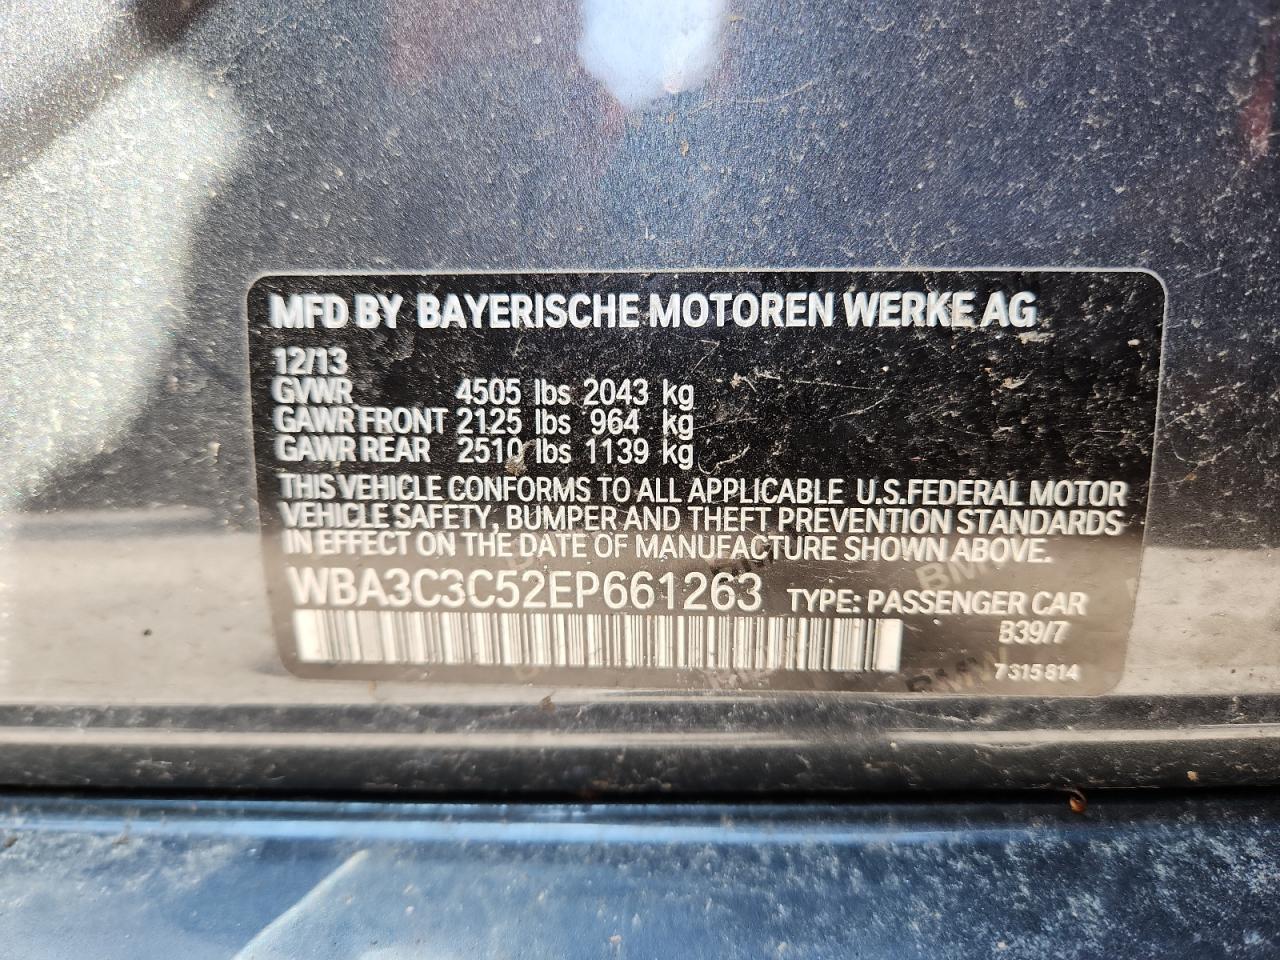 MFD BY BAYERISCHE MOTOREN WERKE AG
12/13
GVWR 4505 lbs 2043 kg
GAWR FRONT 2125 lbs 964 kg
GAWR REAR 2510 lbs 1139 kg
THIS VEHICLE CONFORMS TO ALL APPLICABLE U.S.FEDERAL MOTOR
VEHICLE SAFETY, BUMPER AND THEFT PREVENTION STANDARDS
IN EFFECT ON THE DATE OF MANUFACTURE SHOWN ABOVE.
WBA3C3C52EP661263 TYPE: PASSENGER CAR
B39/7
7 315 814
BMW
BMW